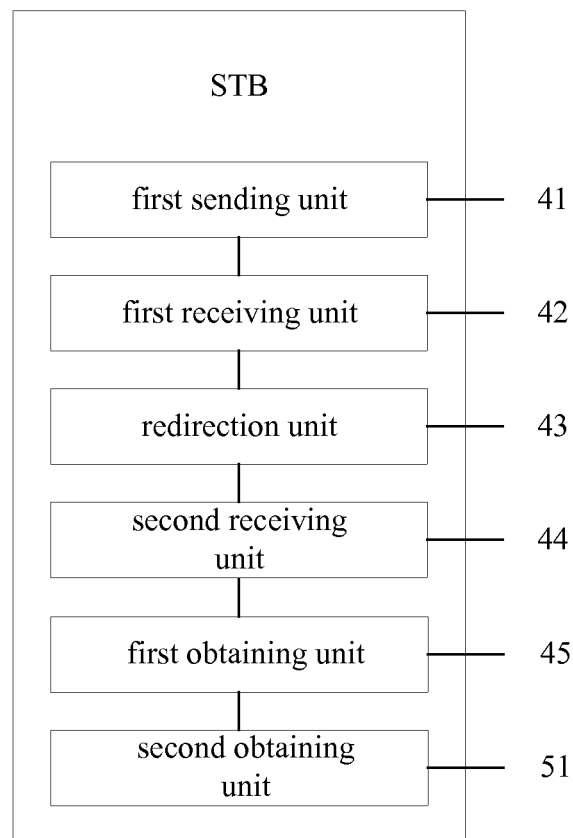 STB
first sending unit
41
first receiving unit
42
redirection unit
43
second receiving
unit
44
first obtaining unit
45
second obtaining
unit
51